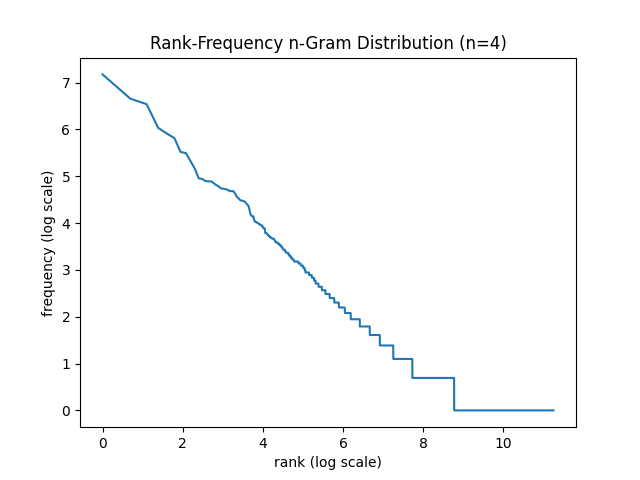 Rank-Frequency n-Gram Distribution (n=4)
frequency (log scale)
7
6
5
4
3
2
1
0
0 2 4 6 8 10
rank (log scale)